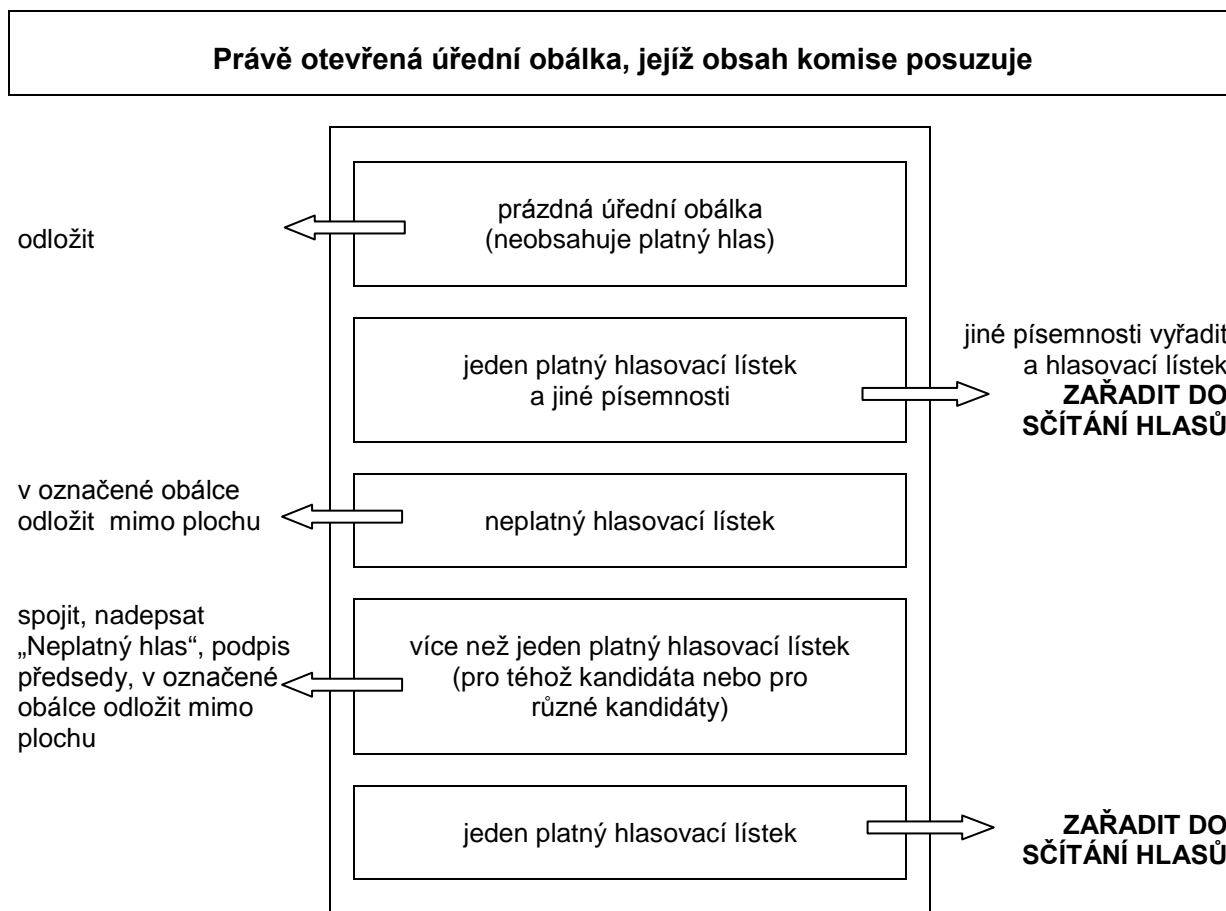 Právě otevřená úřední obálka, jejíž obsah komise posuzuje
odložit
prázdná úřední obálka
(neobsahuje platný hlas)
jeden platný hlasovací lístek
a jiné písemnosti
jiné písemnosti vyřadit
a hlasovací lístek
ZAŘADIT DO
SČÍTÁNÍ HLASŮ
v označené obálce
odložit  mimo plochu
neplatný hlasovací lístek
spojit, nadepsat
„Neplatný hlas“, podpis
předsedy, v označené
obálce odložit mimo
plochu
více než jeden platný hlasovací lístek
(pro téhož kandidáta nebo pro
různé kandidáty)
jeden platný hlasovací lístek
ZAŘADIT DO
SČÍTÁNÍ HLASŮ